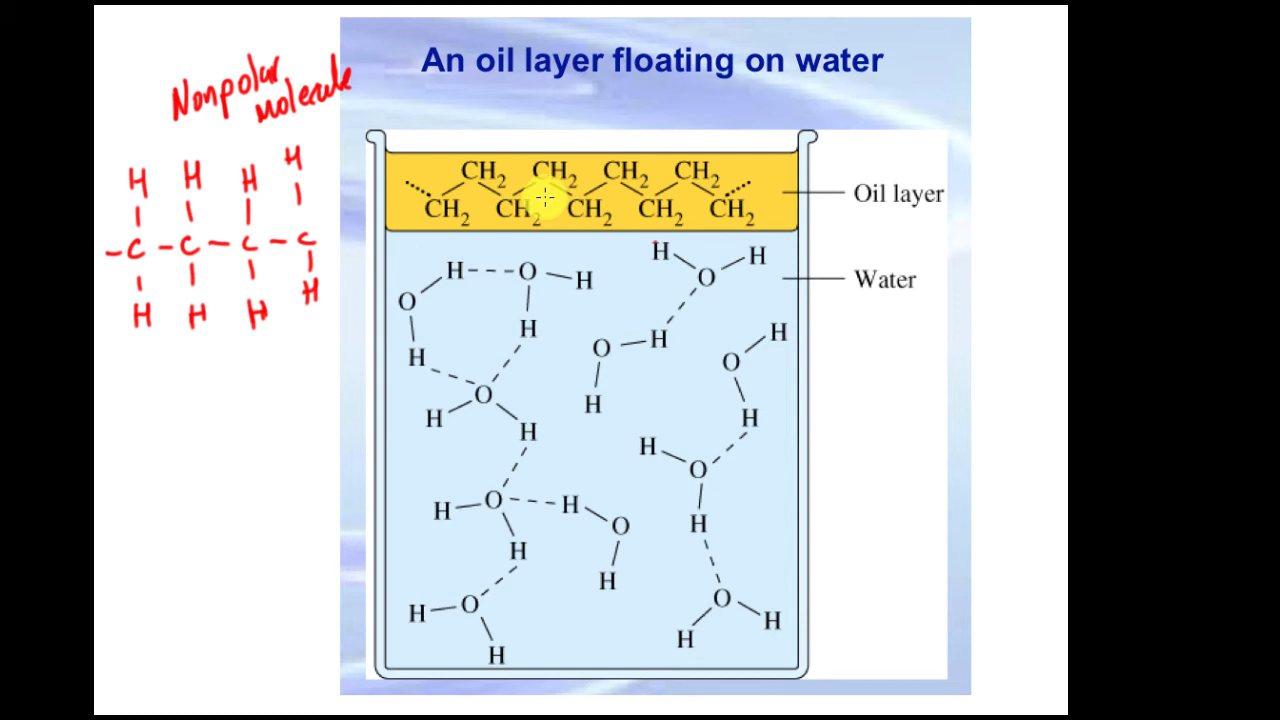 An oil layer floating on water
Nonpolar
molecule
H H H H
– C – C – C – C
H H H H
CH₂ CH₂ CH₂ CH₂
CH₂ CH₂ CH₂ CH₂ CH₂
Oil layer
Water
H O H
H
O
H
O
H H
H O H
O H
H
H
O
H
H O
H
H O H
H
O
H
H O
H
O H
H